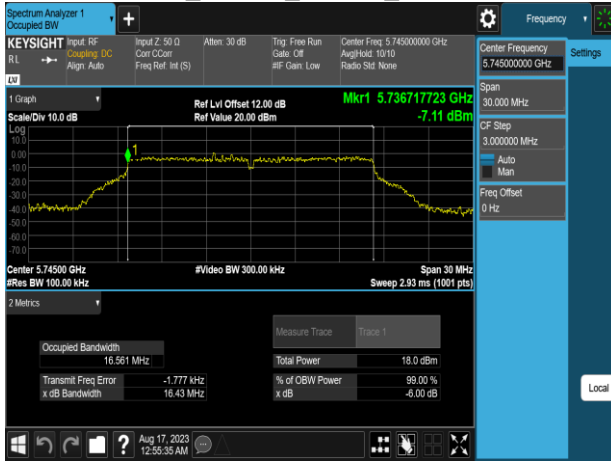 Spectrum Analyzer 1
Occupied BW
Frequency
KEYSIGHT
R L
Input: RF
Coupling: DC
Align: Auto
Input Z: 50 Ω
Corr CCorr
Freq Ref: Int (S)
Atten: 30 dB
Trig: Free Run
Gate: Off
#IF Gain: Low
Center Freq: 5.745000000 GHz
Avg|Hold: 10/10
Radio Std: None
Center Frequency
5.745000000 GHz
Settings
Span
30.000 MHz
CF Step
3.000000 MHz
Auto
Man
Freq Offset
0 Hz
LXI
1 Graph
Scale/Div 10.0 dB
Ref Lvl Offset 12.00 dB
Ref Value 20.00 dBm
Mkr1 5.736717723 GHz
-7.11 dBm
Log
10.0
0.00
-10.0
-20.0
-30.0
-40.0
-50.0
-60.0
-70.0
1
Center 5.74500 GHz
#Res BW 100.00 kHz
#Video BW 300.00 kHz
Span 30 MHz
Sweep 2.93 ms (1001 pts)
2 Metrics
Measure Trace
Trace 1
Occupied Bandwidth
16.561 MHz
Total Power
18.0 dBm
Transmit Freq Error
-1.777 kHz
% of OBW Power
99.00 %
x dB Bandwidth
16.43 MHz
x dB
-6.00 dB
Local
?
Aug 17, 2023
12:55:35 AM